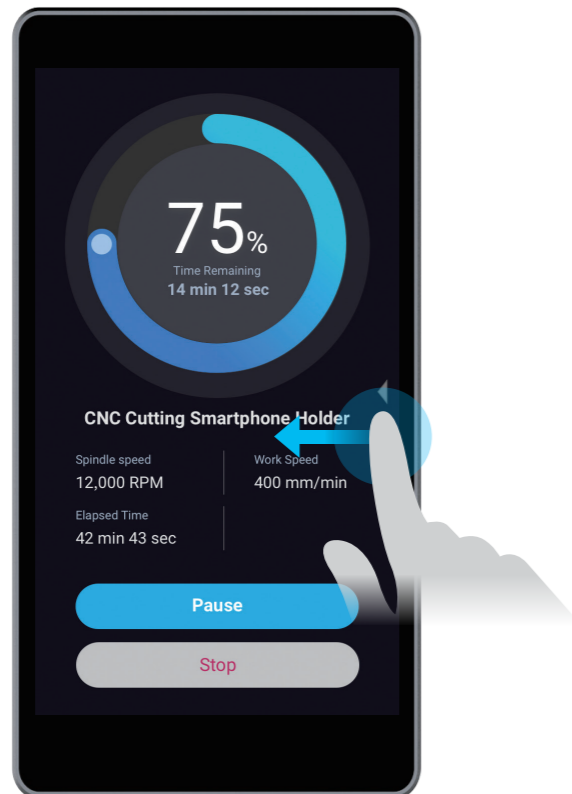 75%
Time Remaining
14 min 12 sec
CNC Cutting Smartphone Holder
Spindle speed
Work Speed
12,000 RPM
400 mm/min
Elapsed Time
42 min 43 sec
Pause
Stop